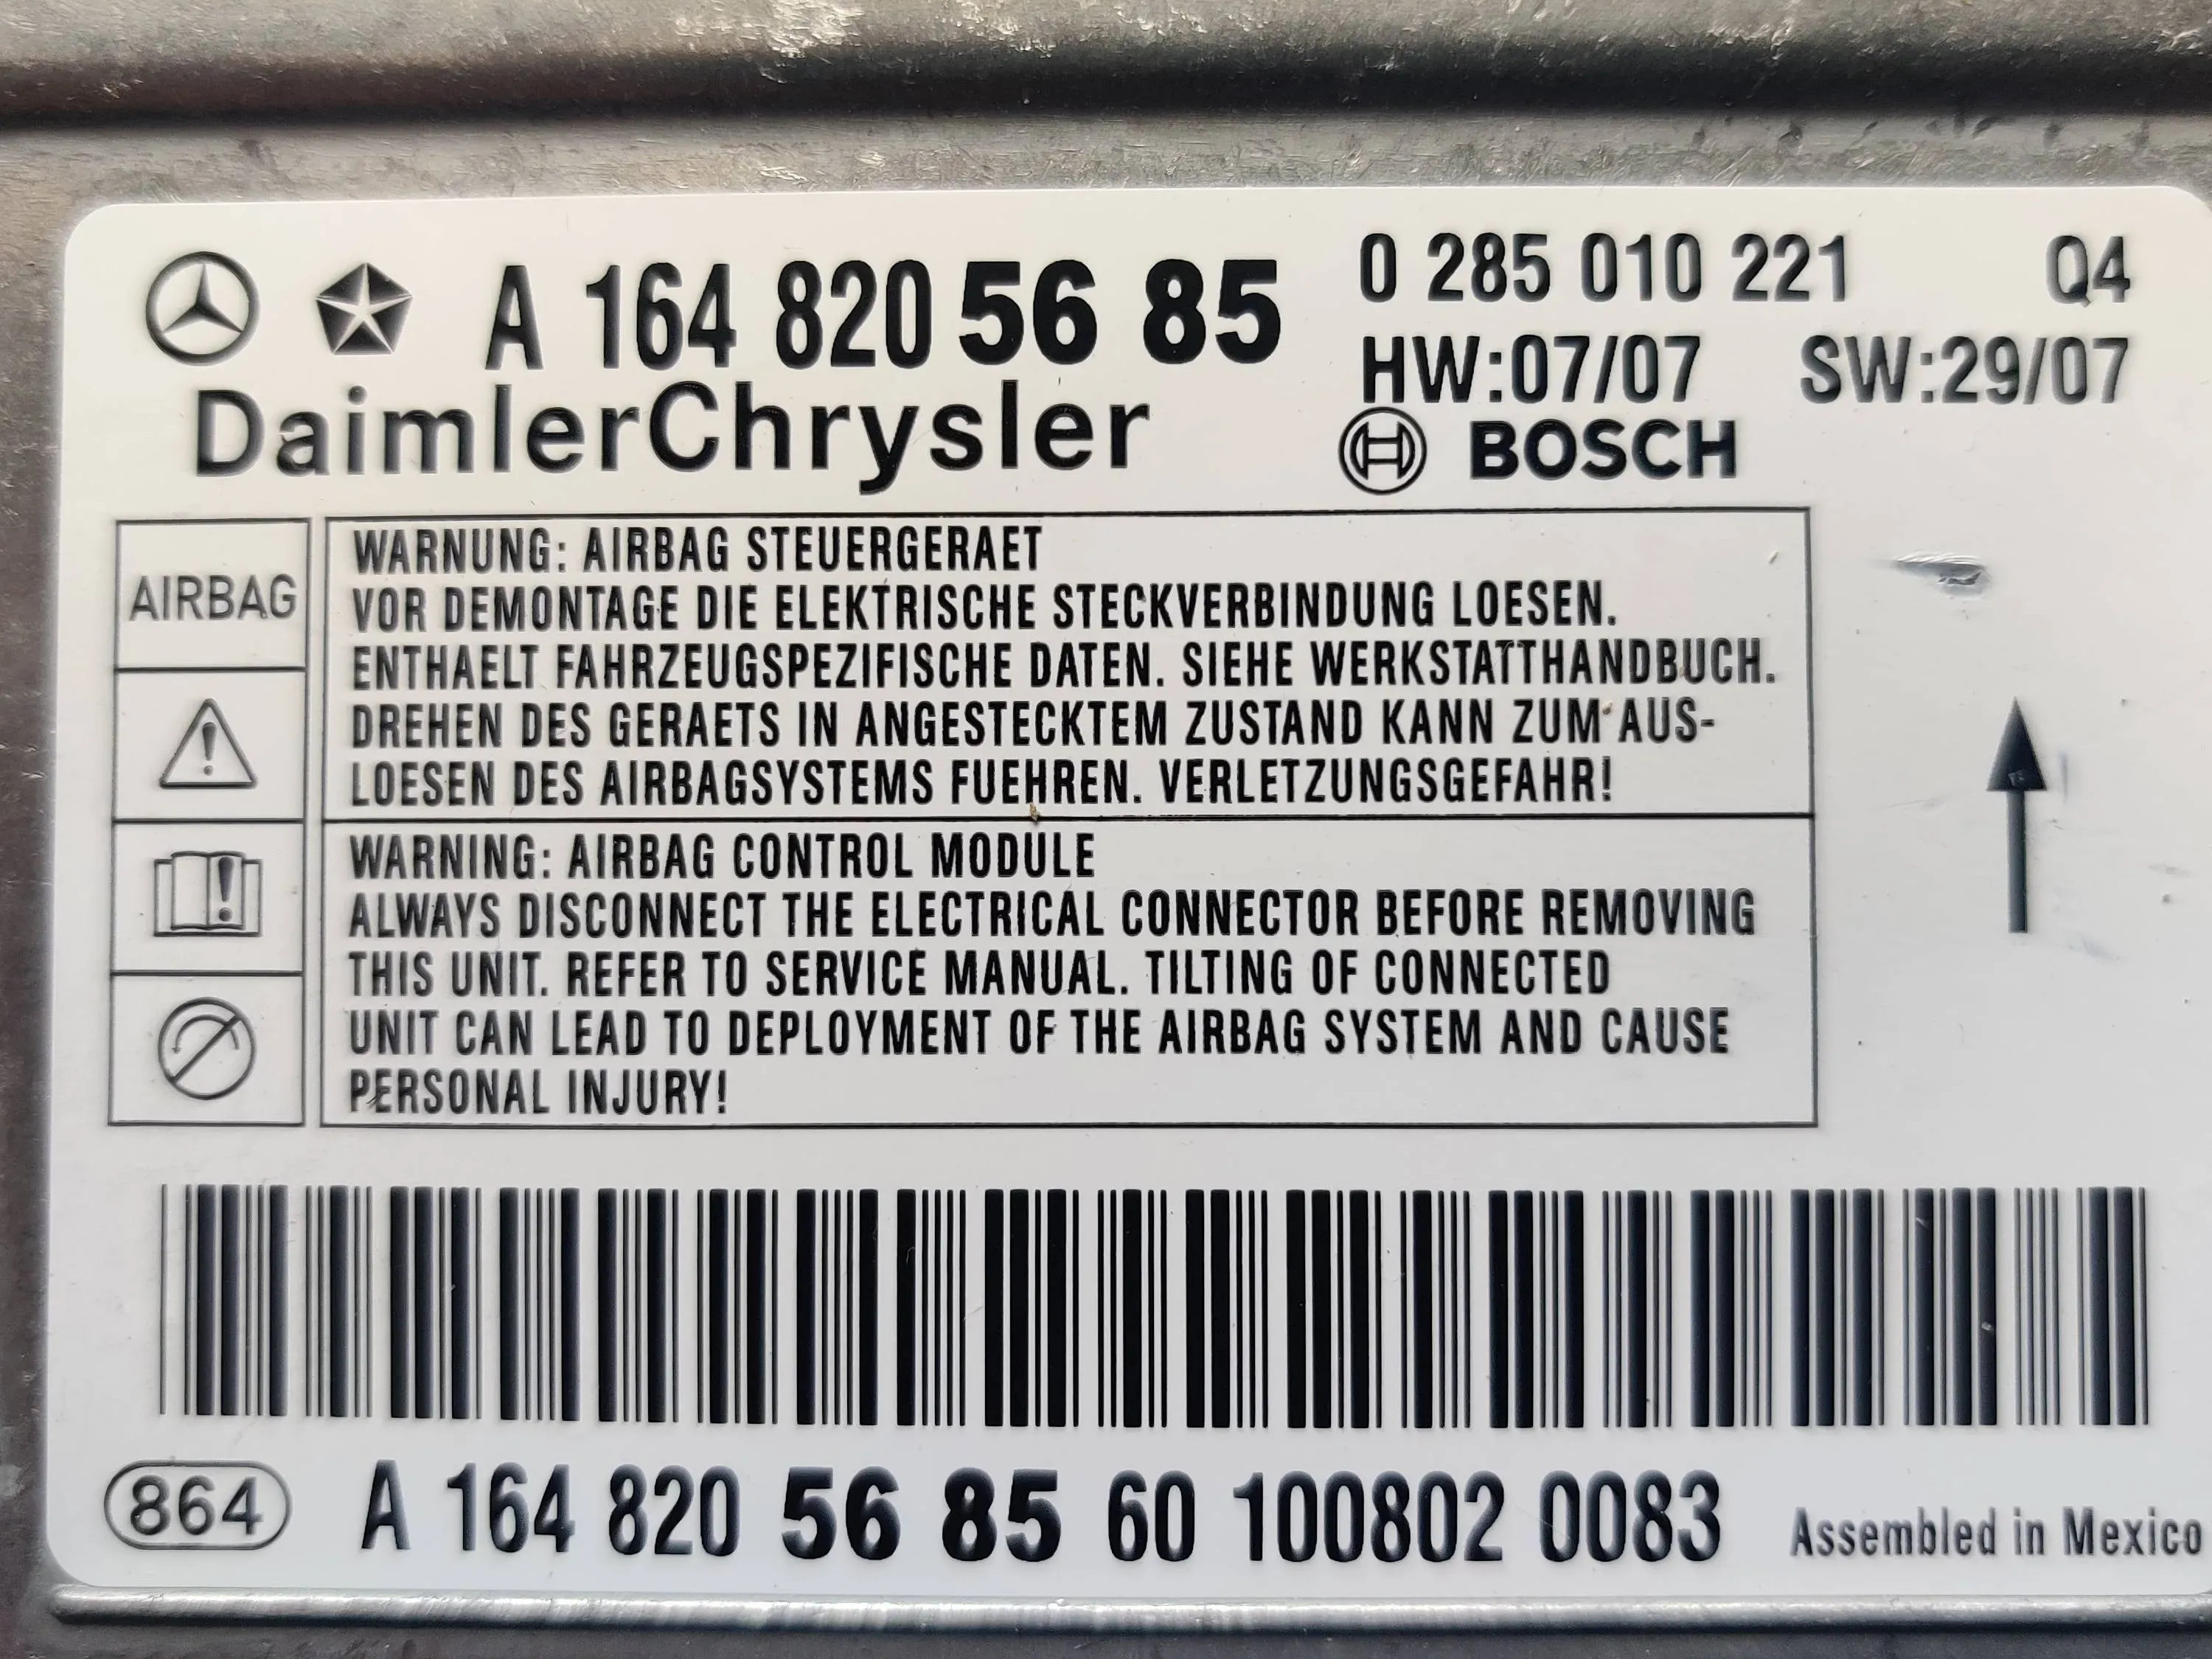 A 164 820 56 85
0 285 010 221 Q4
HW:07/07 SW:29/07
DaimlerChrysler
BOSCH
AIRBAG
WARNUNG: AIRBAG STEUERGERAET
VOR DEMONTAGE DIE ELEKTRISCHE STECKVERBINDUNG LOESEN.
ENTHAELT FAHRZEUGSPEZIFISCHE DATEN. SIEHE WERKSTATTHANDBUCH.
DREHEN DES GERAETS IN ANGESTECKTEM ZUSTAND KANN ZUM AUS-
LOESEN DES AIRBAGSYSTEMS FUEHREN. VERLETZUNGSGEFAHR!
WARNING: AIRBAG CONTROL MODULE
ALWAYS DISCONNECT THE ELECTRICAL CONNECTOR BEFORE REMOVING
THIS UNIT. REFER TO SERVICE MANUAL. TILTING OF CONNECTED
UNIT CAN LEAD TO DEPLOYMENT OF THE AIRBAG SYSTEM AND CAUSE
PERSONAL INJURY!
864 A 164 820 56 85 60 100802 0083 Assembled in Mexico